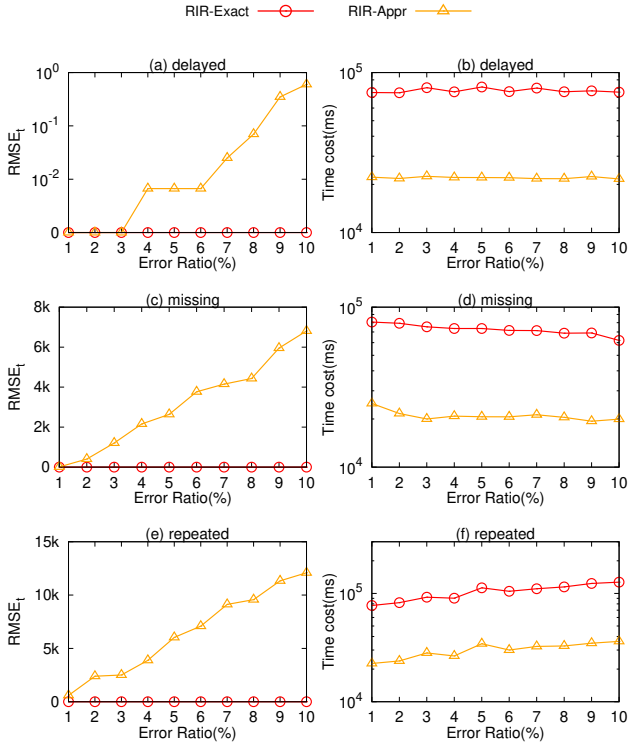 RIR-Exact RIR-Appr
(a) delayed
RMSE_t
10^0
10^-1
10^-2
0
1 2 3 4 5 6 7 8 9 10
Error Ratio(%)
(b) delayed
Time cost(ms)
10^5
10^4
1 2 3 4 5 6 7 8 9 10
Error Ratio(%)
(c) missing
RMSE_t
8k
6k
4k
2k
0
1 2 3 4 5 6 7 8 9 10
Error Ratio(%)
(d) missing
Time cost(ms)
10^5
10^4
1 2 3 4 5 6 7 8 9 10
Error Ratio(%)
(e) repeated
RMSE_t
15k
10k
5k
0
1 2 3 4 5 6 7 8 9 10
Error Ratio(%)
(f) repeated
Time cost(ms)
10^5
10^4
1 2 3 4 5 6 7 8 9 10
Error Ratio(%)